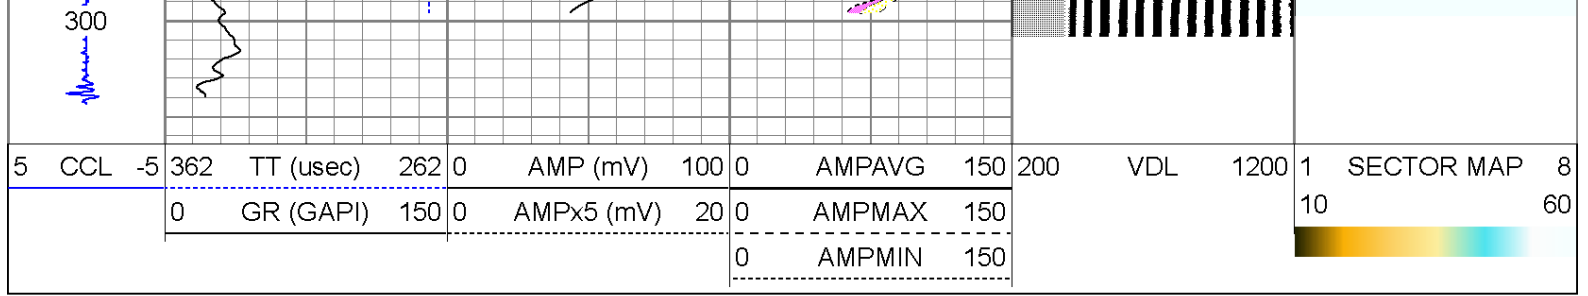 300
5 CCL -5 362 TT (usec) 262 0 AMP (mV) 100 0 AMPAVG 150 200 VDL 1200 1 SECTOR MAP 8
0 GR (GAPI) 150 0 AMPx5 (mV) 20 0 AMPMAX 150 10 60
0 AMPMIN 150